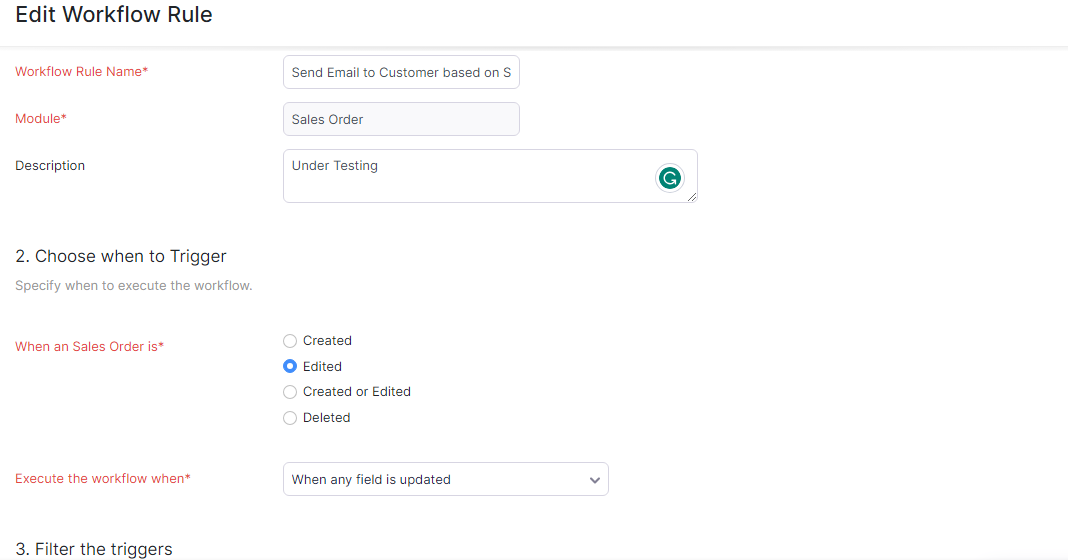 Edit Workflow Rule
Workflow Rule Name*
Send Email to Customer based on S
Module*
Sales Order
Description
Under Testing
2. Choose when to Trigger
Specify when to execute the workflow.
When an Sales Order is*
Created
Edited
Created or Edited
Deleted
Execute the workflow when*
When any field is updated
3. Filter the triggers